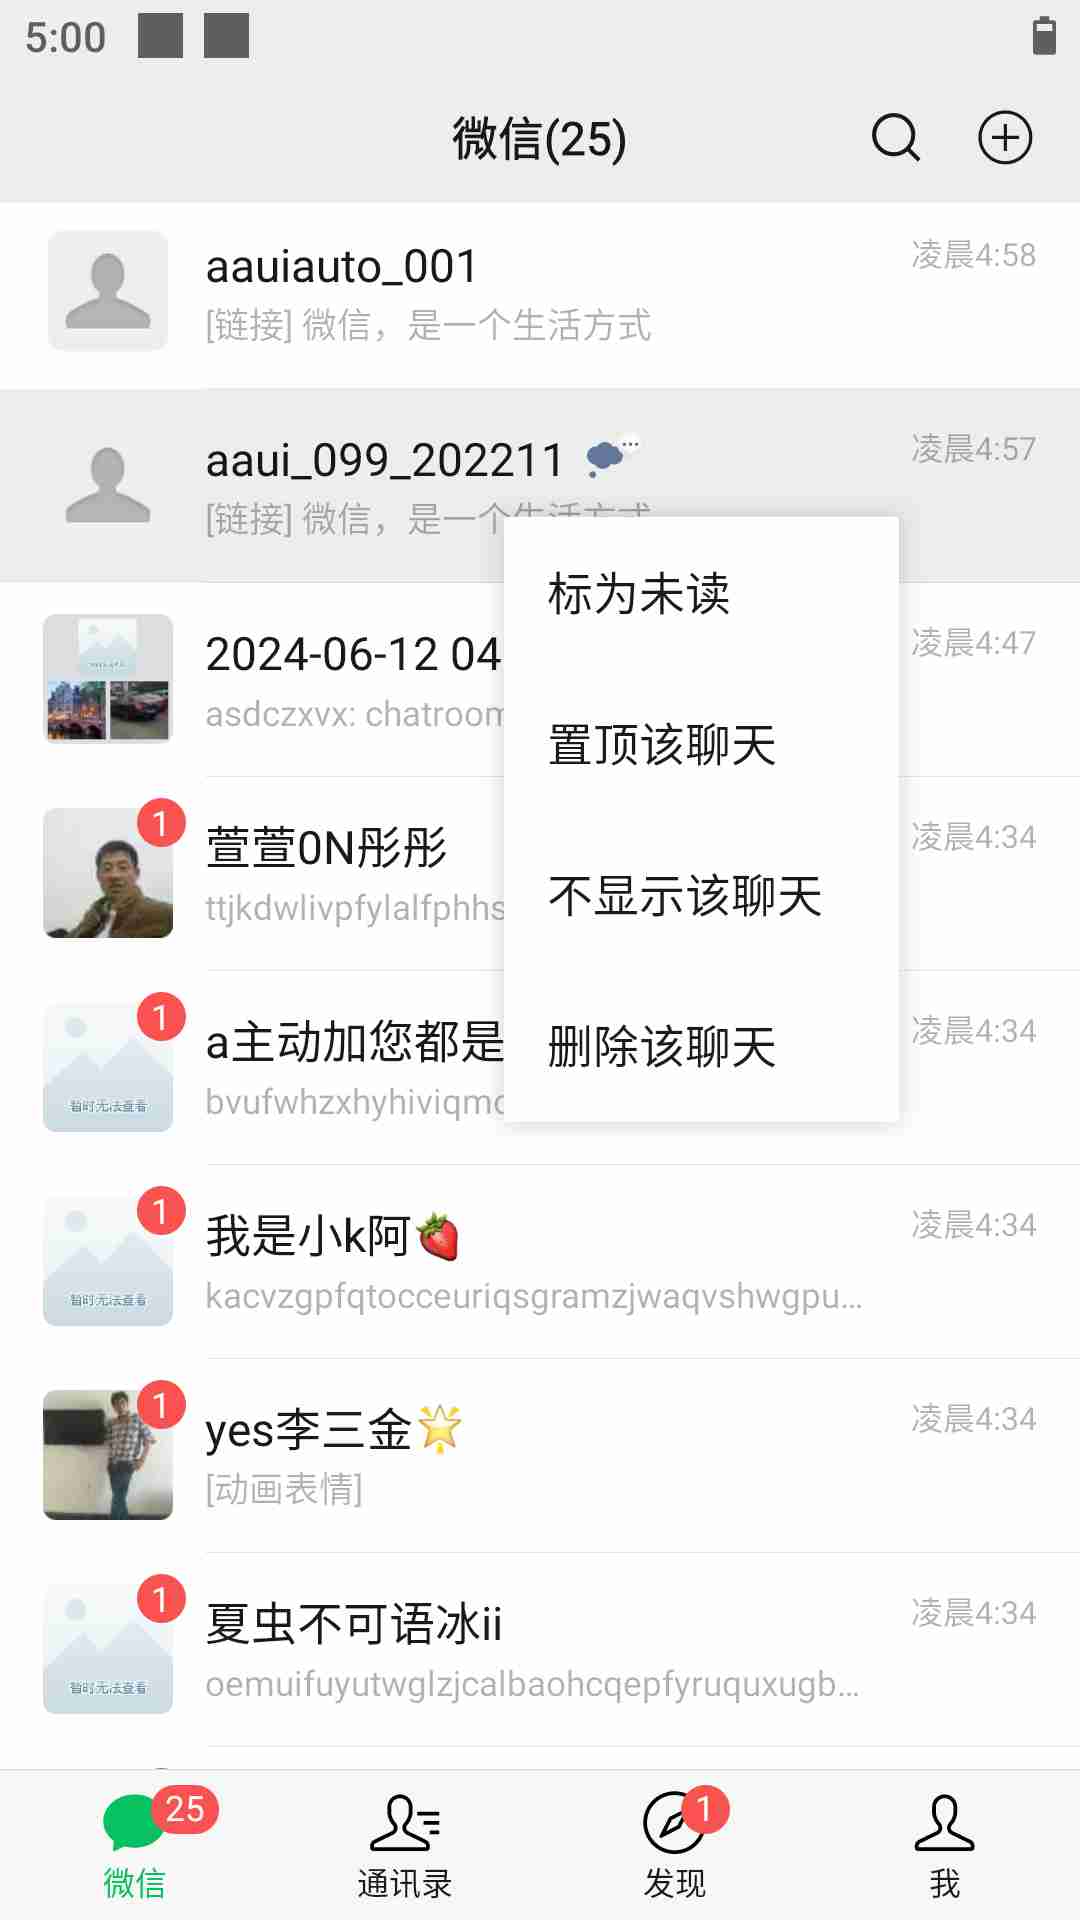 5:00
微信(25)
aauiauto_001
凌晨4:58
[链接] 微信，是一个生活方式
aaui_099_202211
凌晨4:57
[链接] 微信，是一个生活方式
标为未读
置顶该聊天
不显示该聊天
删除该聊天
2024-06-12 04
凌晨4:47
asdczxvx: chatroom
1
萱萱0N彤彤
凌晨4:34
ttjkdwlivpfylalfphhs
1
a主动加您都是
凌晨4:34
bvufwhzxhyhiviqmc
暂时无法查看
1
我是小k阿🍓
凌晨4:34
kacvzgpfqtocceuriqsgramzjwaqvshwgpu...
暂时无法查看
1
yes李三金🌟
凌晨4:34
[动画表情]
1
夏虫不可语冰ii
凌晨4:34
oemuifuyutwglzjcalbaohcqepfyruquxugb...
暂时无法查看
25
1
微信
通讯录
发现
我